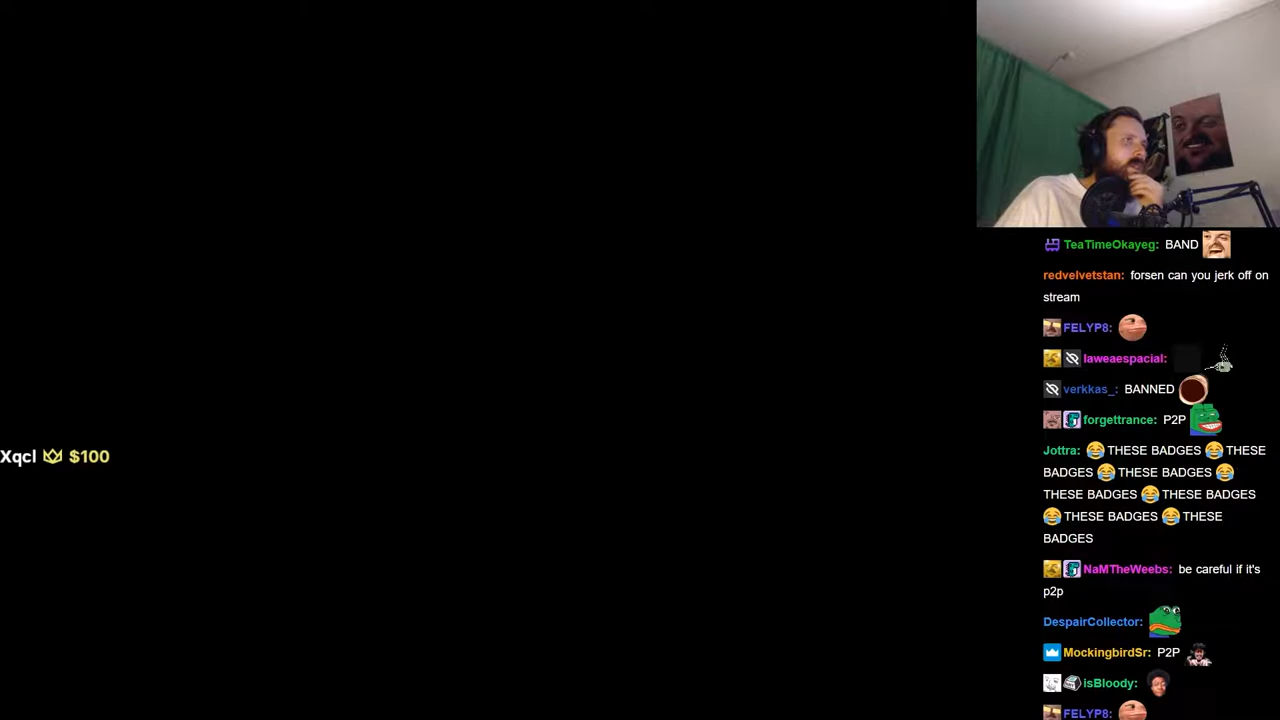 TeaTimeOkayeg: BAND
redvelvetstan: forsen can you jerk off on
stream
FELYP8:
laweaespacial:
verkkas_: BANNED
forgettrance: P2P
Jottra: 😂 THESE BADGES 😂 THESE
BADGES 😂 THESE BADGES 😂
THESE BADGES 😂 THESE BADGES
😂 THESE BADGES 😂 THESE
BADGES
Xqcl $100
NaMTheWeebs: be careful if it's
p2p
DespairCollector:
MockingbirdSr: P2P
isBloody:
FELYP8: